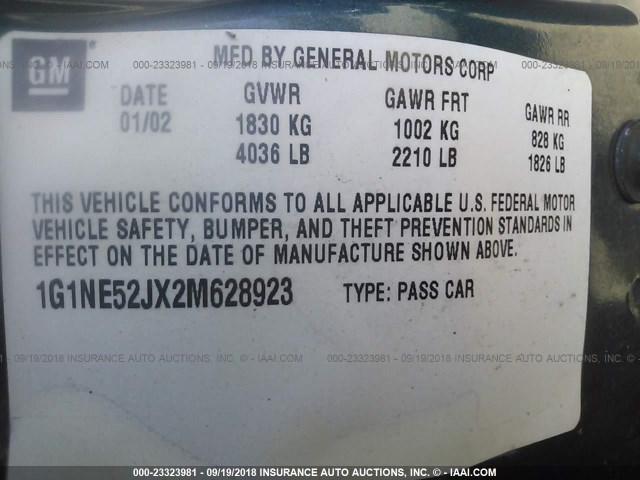 GM
MFD BY GENERAL MOTORS CORP
DATE GVWR GAWR FRT GAWR RR
01/02 1830 KG 1002 KG 828 KG
4036 LB 2210 LB 1826 LB
THIS VEHICLE CONFORMS TO ALL APPLICABLE U.S. FEDERAL MOTOR
VEHICLE SAFETY, BUMPER, AND THEFT PREVENTION STANDARDS IN
EFFECT ON THE DATE OF MANUFACTURE SHOWN ABOVE.
1G1NE52JX2M628923 TYPE: PASS CAR
000-23323981 - 09/19/2018 INSURANCE AUTO AUCTIONS, INC. - © - IAAI.COM